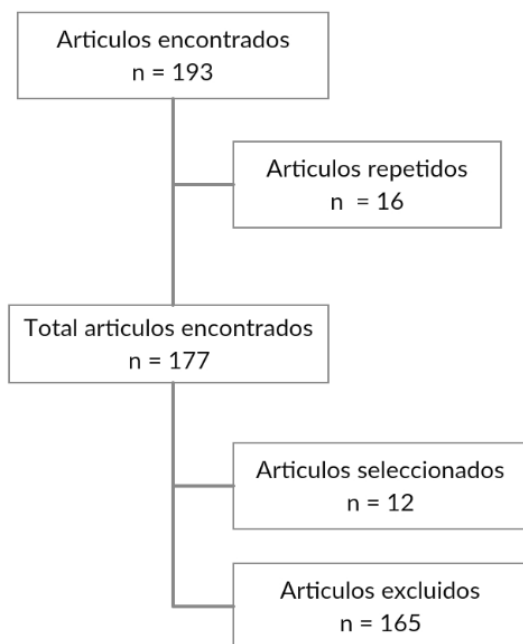 Articulos encontrados
n = 193
Articulos repetidos
n = 16
Total articulos encontrados
n = 177
Articulos seleccionados
n = 12
Articulos excluidos
n = 165